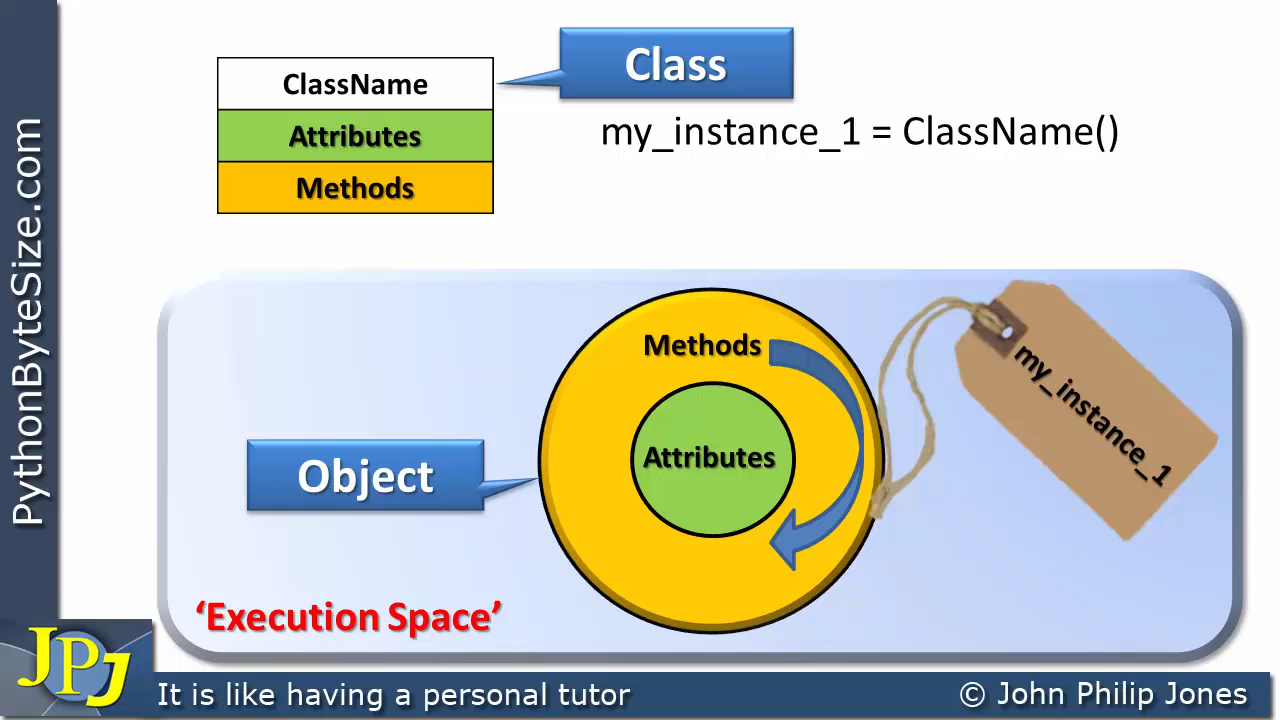 PythonByteSize.com
Class
ClassName
Attributes
Methods
my_instance_1 = ClassName()
Methods
Attributes
my_instance_1
Object
‘Execution Space’
JPJ
It is like having a personal tutor
© John Philip Jones